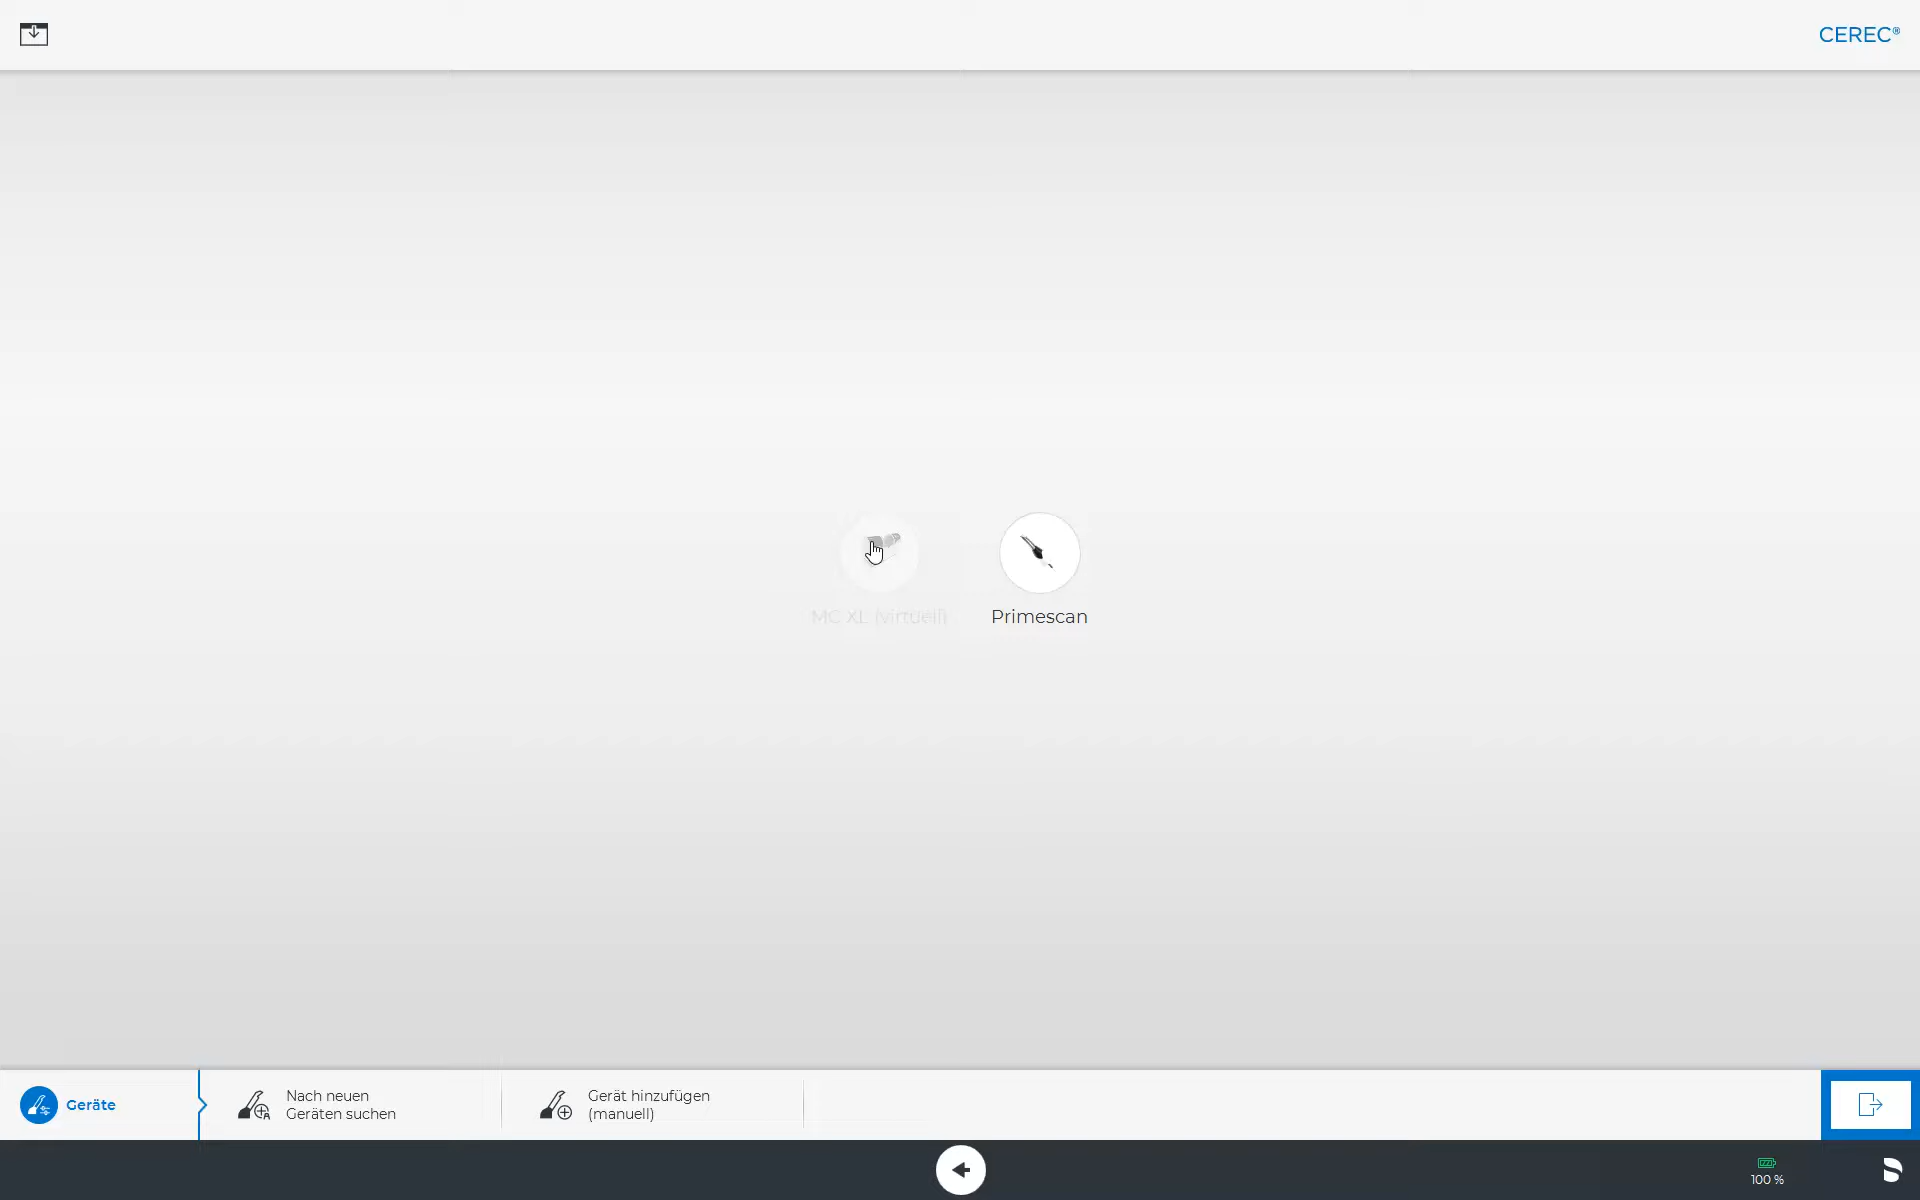 CEREC®
MC XL (virtuell)
Primescan
Geräte
Nach neuen
Geräten suchen
Gerät hinzufügen
(manuell)
100 %